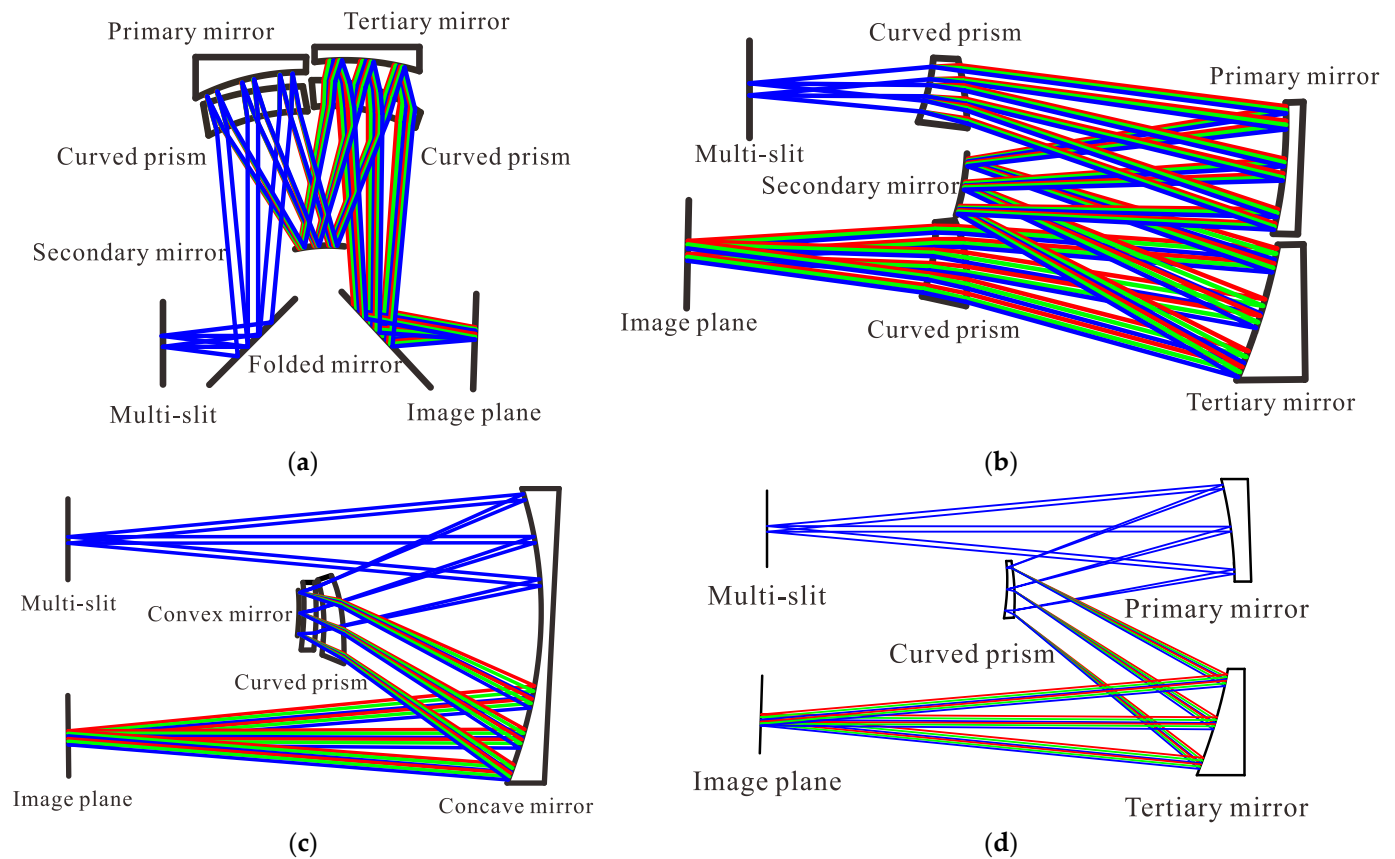 Primary mirror
Tertiary mirror
Curved prism
Curved prism
Secondary mirror
Folded mirror
Multi-slit
Image plane
(a)
Curved prism
Primary mirror
Multi-slit
Secondary mirror
Image plane
Curved prism
Tertiary mirror
(b)
Multi-slit
Convex mirror
Curved prism
Image plane
Concave mirror
(c)
Multi-slit
Primary mirror
Curved prism
Image plane
Tertiary mirror
(d)